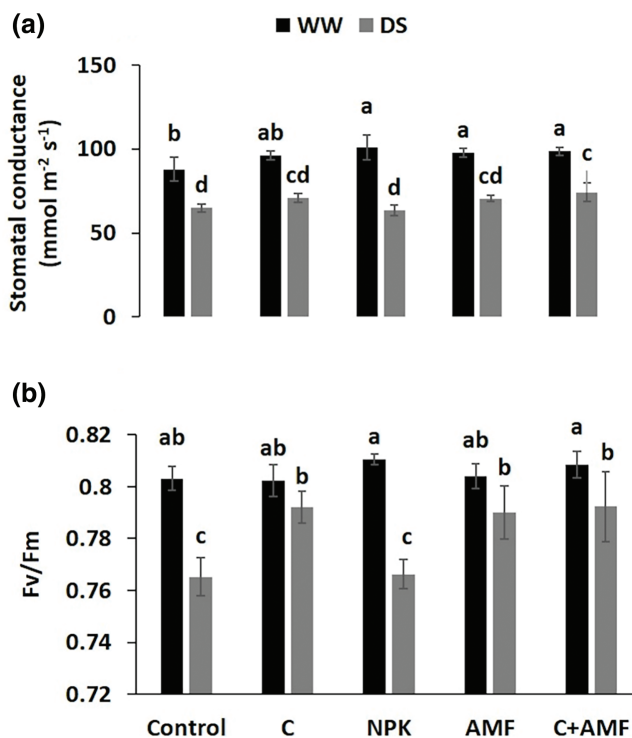 (a)
WW DS
Stomatal conductance
(mmol m⁻² s⁻¹)
150
100
50
0
b d ab cd a d a cd a c
(b)
Fv/Fm
0.82
0.8
0.78
0.76
0.74
0.72
ab c ab b a c ab b a b
Control C NPK AMF C+AMF